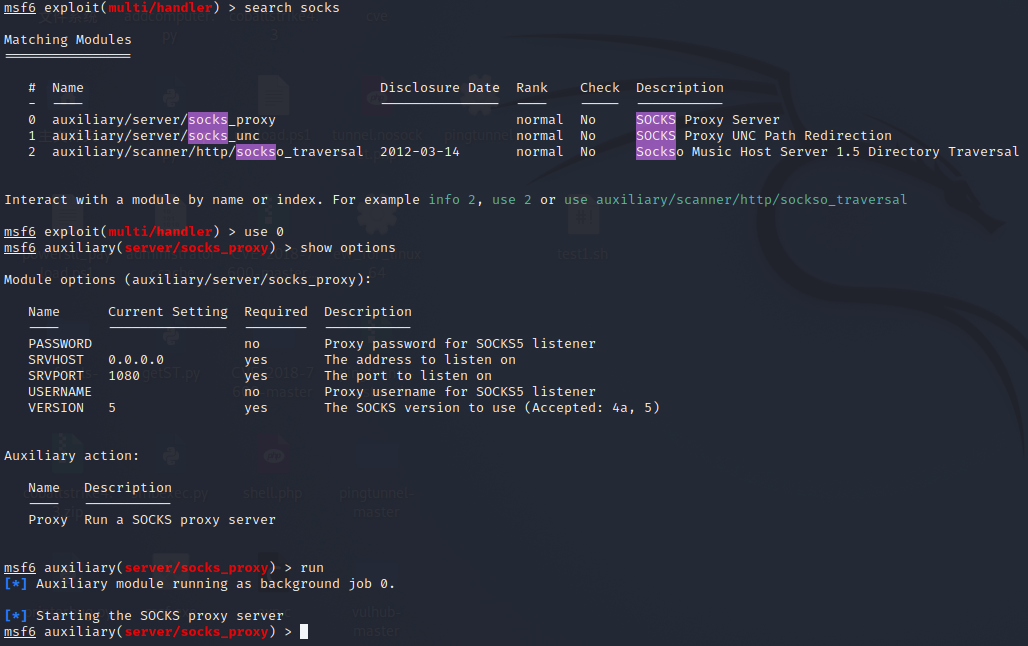 msf6 exploit(multi/handler) > search socks
Matching Modules
================
# Name Disclosure Date Rank Check Description
- ---- --------------- ---- ----- -----------
0 auxiliary/server/socks_proxy normal No SOCKS Proxy Server
1 auxiliary/server/socks_unc normal No SOCKS Proxy UNC Path Redirection
2 auxiliary/scanner/http/sockso_traversal 2012-03-14 normal No Sockso Music Host Server 1.5 Directory Traversal
Interact with a module by name or index. For example info 2, use 2 or use auxiliary/scanner/http/sockso_traversal
msf6 exploit(multi/handler) > use 0
msf6 auxiliary(server/socks_proxy) > show options
Module options (auxiliary/server/socks_proxy):
Name Current Setting Required Description
---- --------------- -------- -----------
PASSWORD no Proxy password for SOCKS5 listener
SRVHOST 0.0.0.0 yes The address to listen on
SRVPORT 1080 yes The port to listen on
USERNAME no Proxy username for SOCKS5 listener
VERSION 5 yes The SOCKS version to use (Accepted: 4a, 5)
Auxiliary action:
Name Description
---- -----------
Proxy Run a SOCKS proxy server
msf6 auxiliary(server/socks_proxy) > run
[*] Auxiliary module running as background job 0.
[*] Starting the SOCKS proxy server
msf6 auxiliary(server/socks_proxy) >